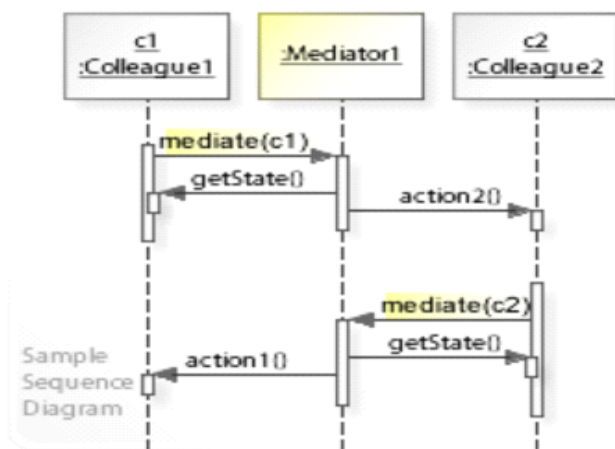 c1
:Colleague1
:Mediator1
c2
:Colleague2
mediate(c1)
getState()
action2()
mediate(c2)
getState()
action1()
Sample
Sequence
Diagram